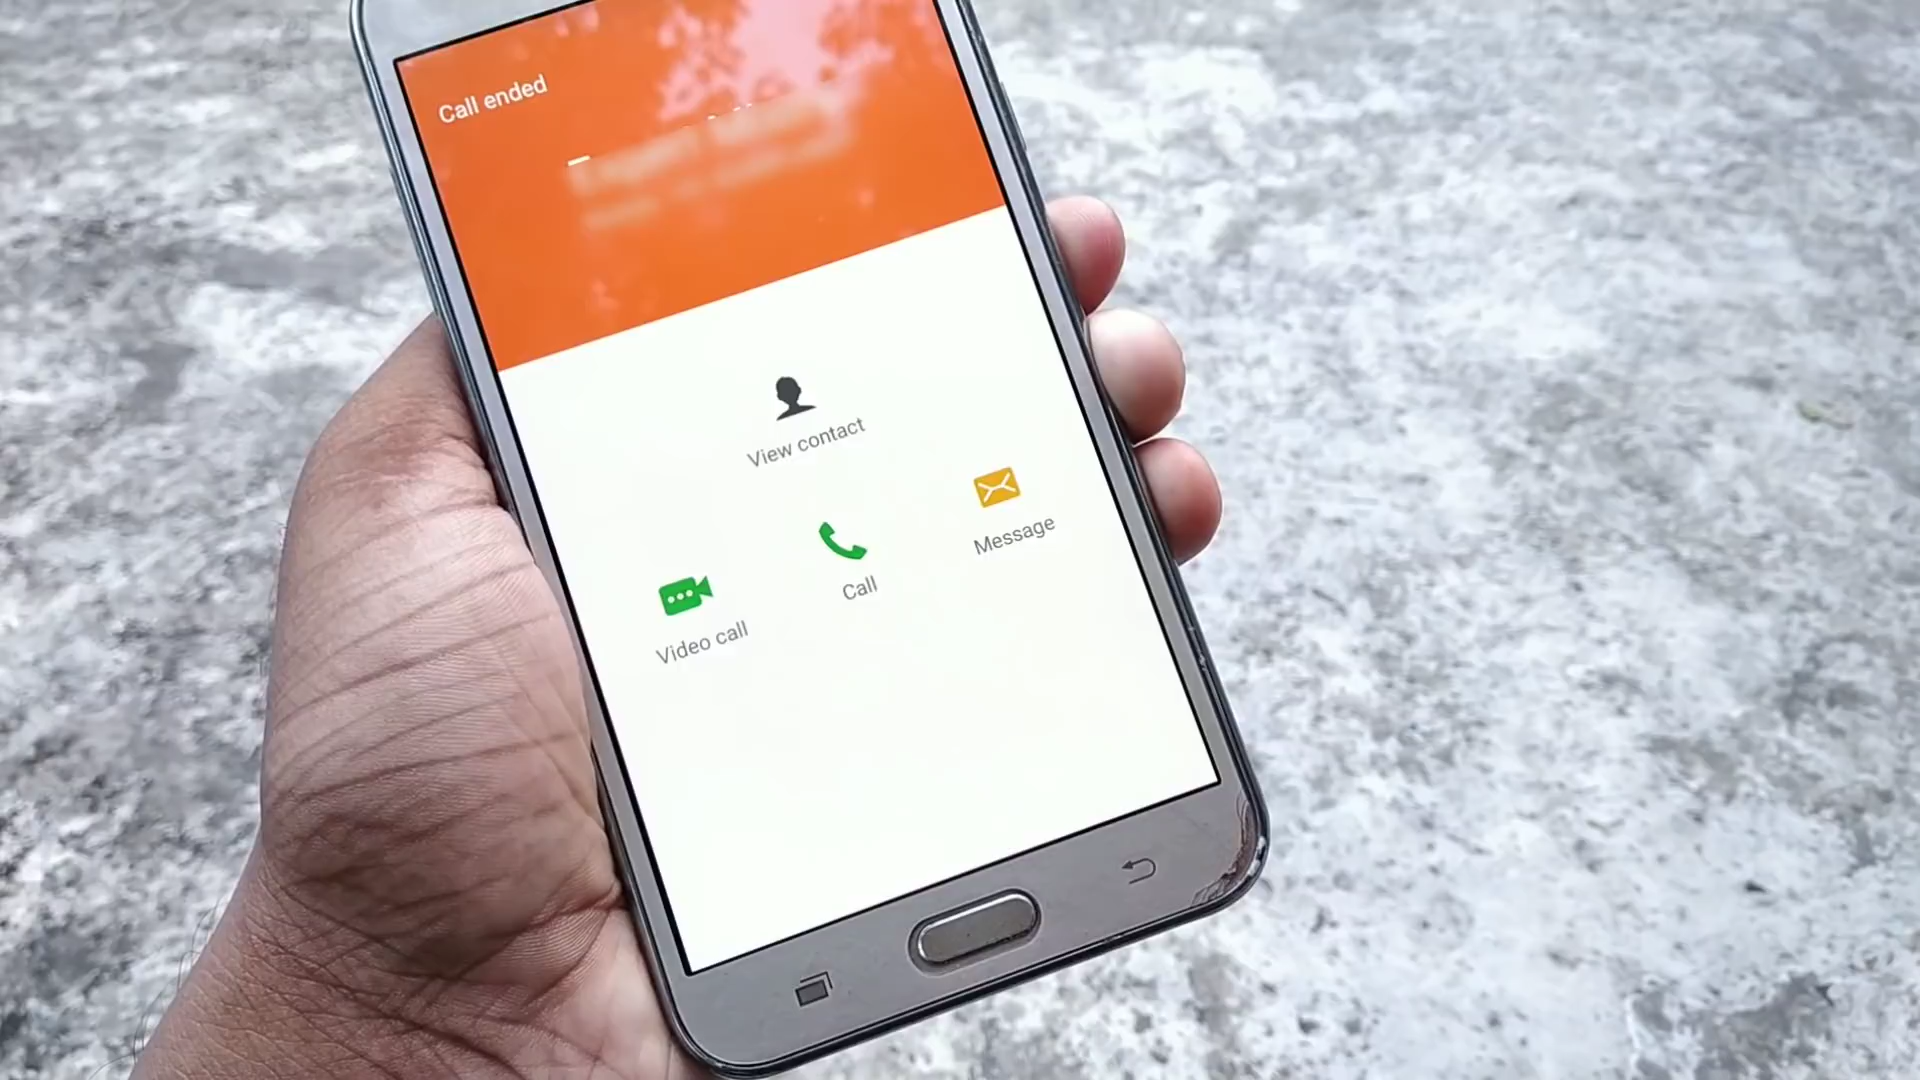 Call ended
View contact
Video call
Call
Message